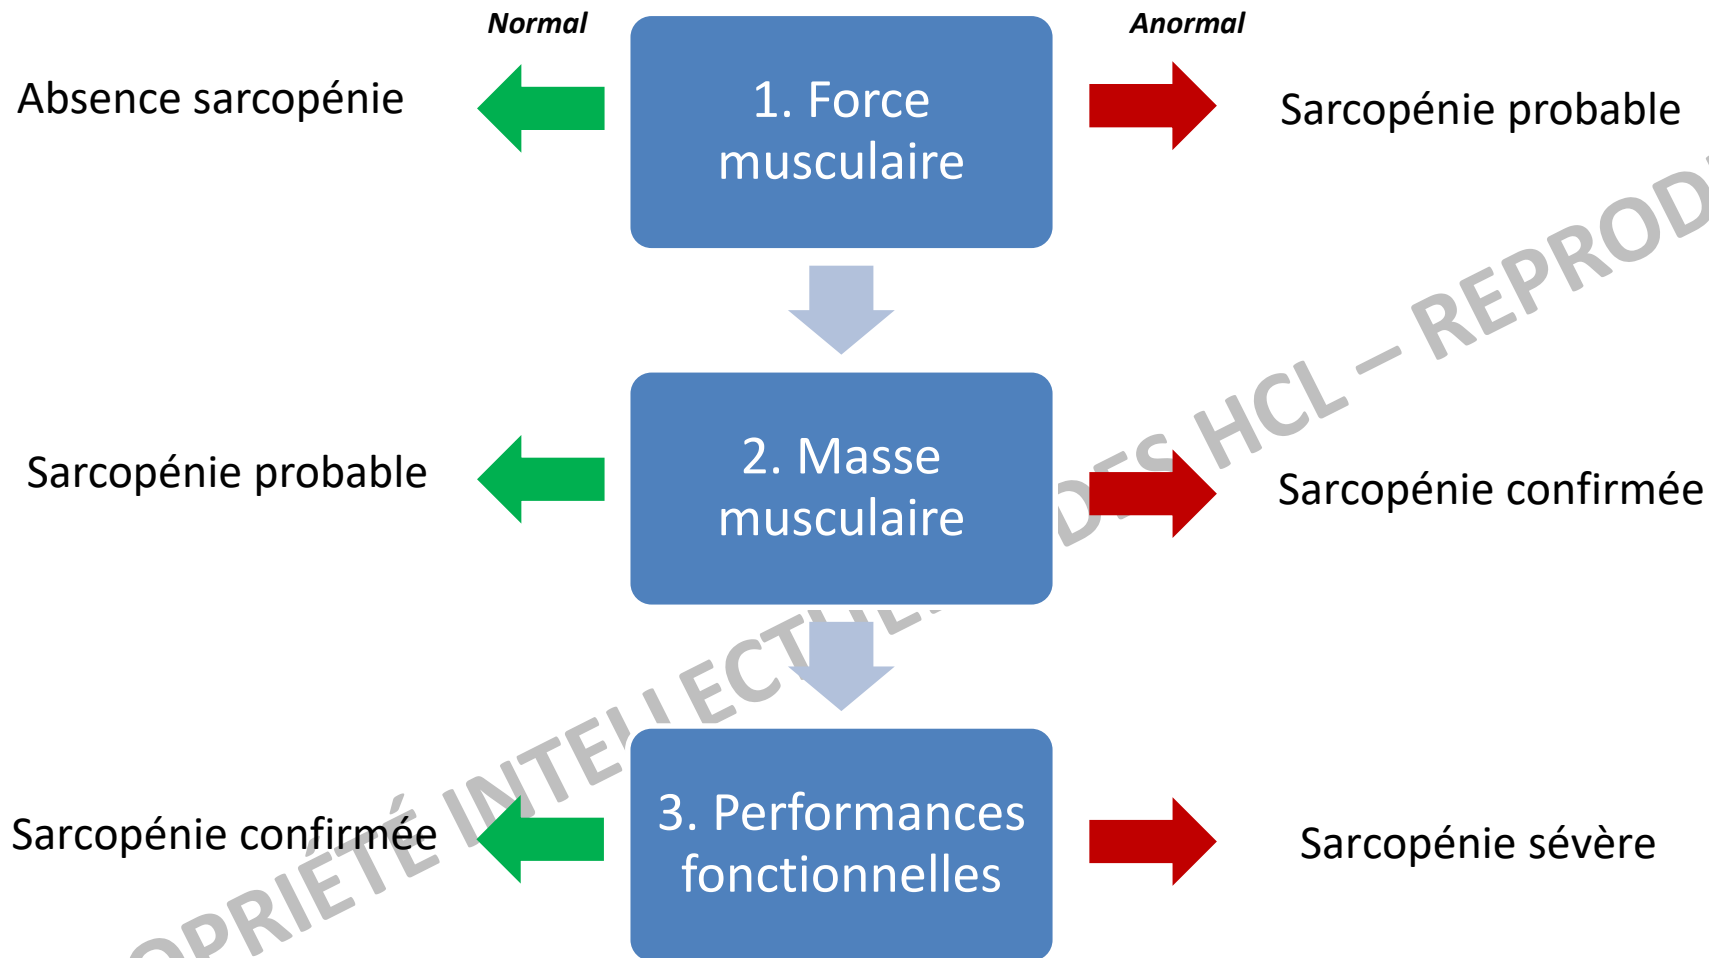 Normal
Anormal
Absence sarcopénie
1. Force
musculaire
Sarcopénie probable
Sarcopénie probable
2. Masse
musculaire
Sarcopénie confirmée
Sarcopénie confirmée
3. Performances
fonctionnelles
Sarcopénie sévère
DES HCL – REPROD